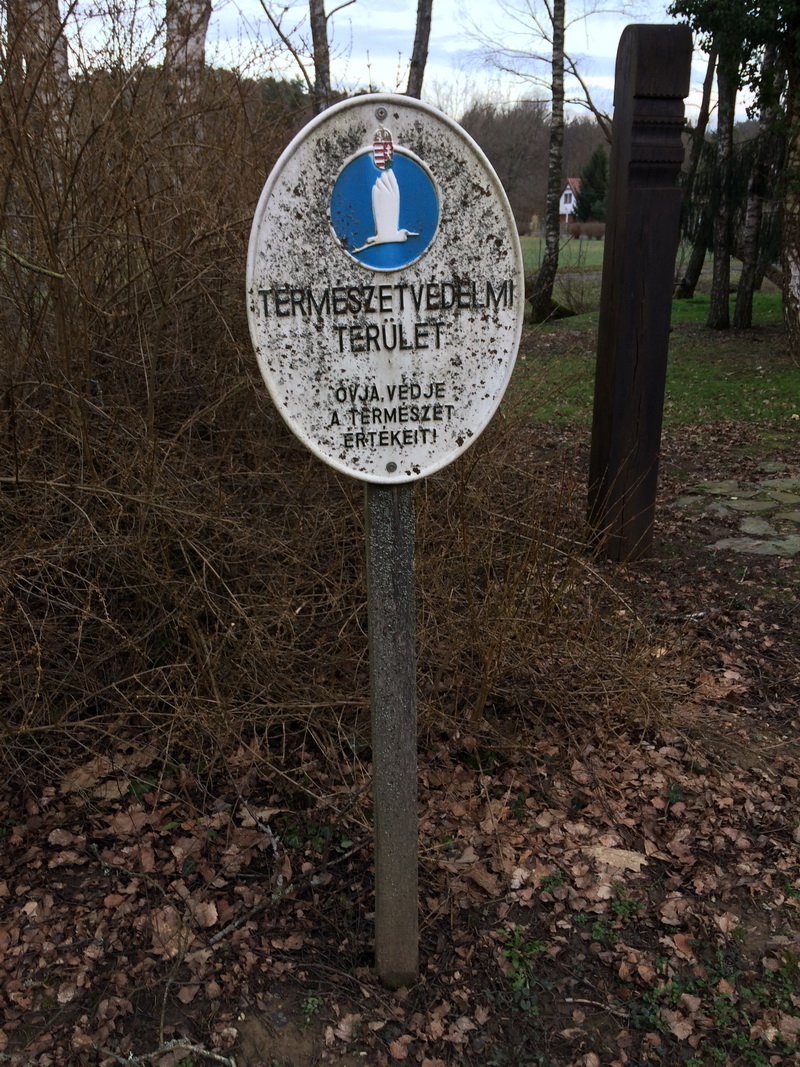 TERMÉSZETVÉDELMI
TERÜLET
ÓVJA, VÉDJE
A TERMÉSZET
ÉRTÉKEIT!